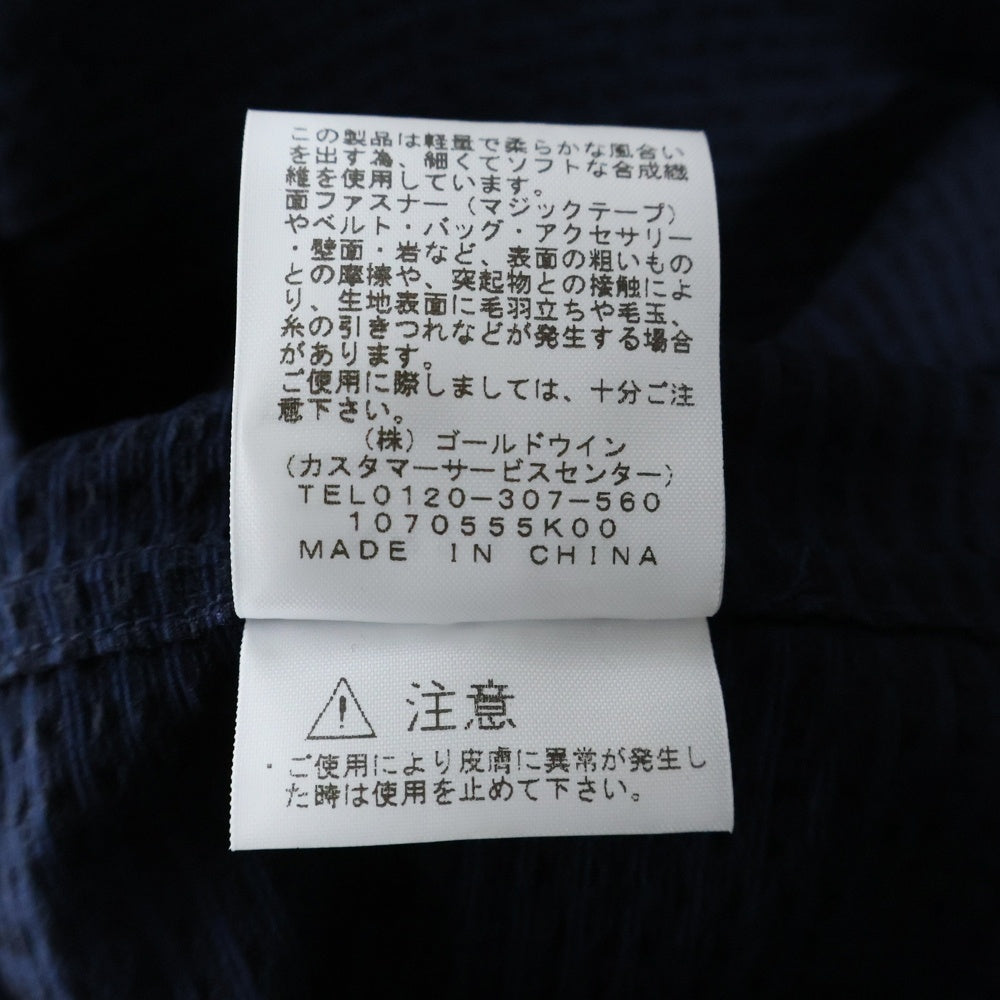 この製品は軽量で柔らかな風合い
を出す為、細くてソフトな合成繊
維を使用しています。
面ファスナー（マジックテープ）
やベルト・バッグ・アクセサリー
・壁面・岩など、表面の粗いもの
との摩擦や、突起物との接触によ
り、生地表面に毛羽立ちや毛玉、
糸の引きつれなどが発生する場合
があります。
ご使用に際しましては、十分ご注
意下さい。
（株）ゴールドウイン
（カスタマーサービスセンター）
TEL0120-307-560
1070555K00
MADE IN CHINA
注意
・ご使用により皮膚に異常が発生し
た時は使用を止めて下さい。